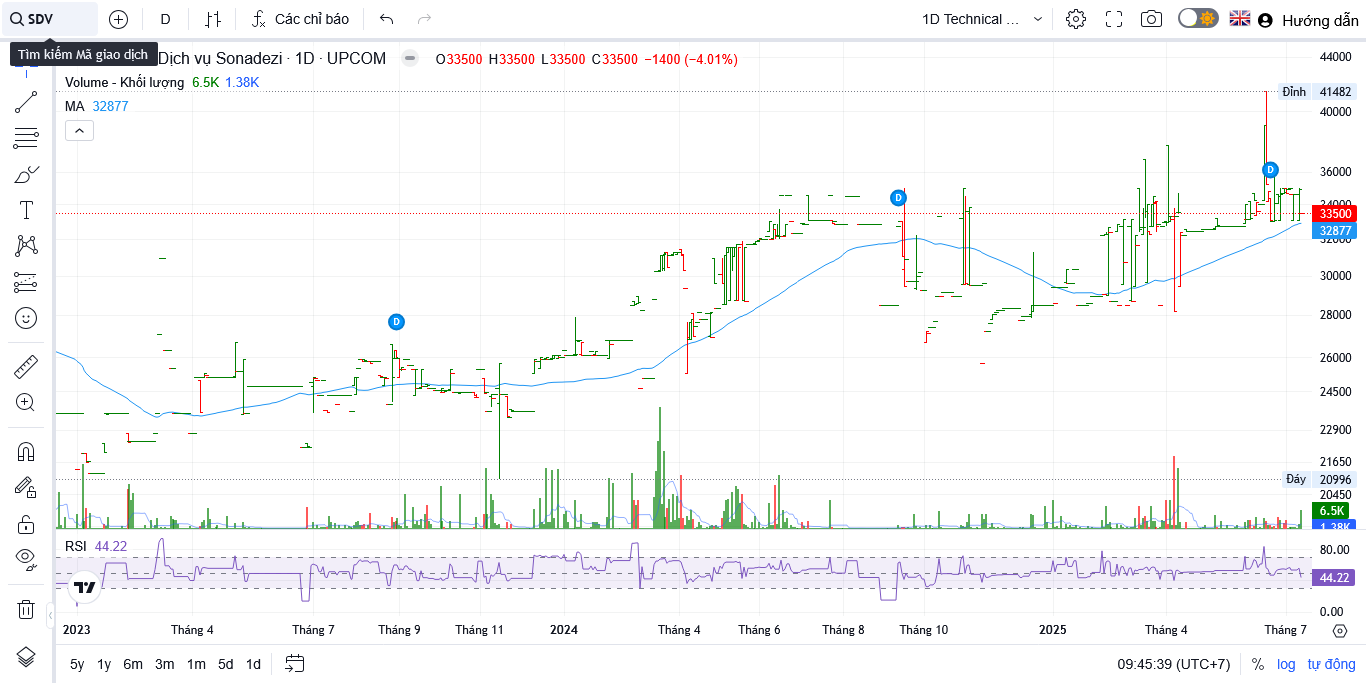 SDV D Các chỉ báo 1D Technical ... Hướng dẫn
Tìm kiếm Mã giao dịch
Dịch vụ Sonadezi · 1D · UPCOM O33500 H33500 L33500 C33500 −1400 (−4.01%)
Volume - Khối lượng 6.5K 1.38K
MA 32877
44000
Đỉnh 41482
40000
D
36000
D
34000
33500
32877
32000
30000
D
28000
26000
24500
22900
21650
Đáy 20996
20450
6.5K
1.38K
RSI 44.22
80.00
44.22
0.00
2023 Tháng 4 Tháng 7 Tháng 9 Tháng 11 2024 Tháng 4 Tháng 6 Tháng 8 Tháng 10 2025 Tháng 4 Tháng 7
5y 1y 6m 3m 1m 5d 1d 09:45:39 (UTC+7) % log tự động